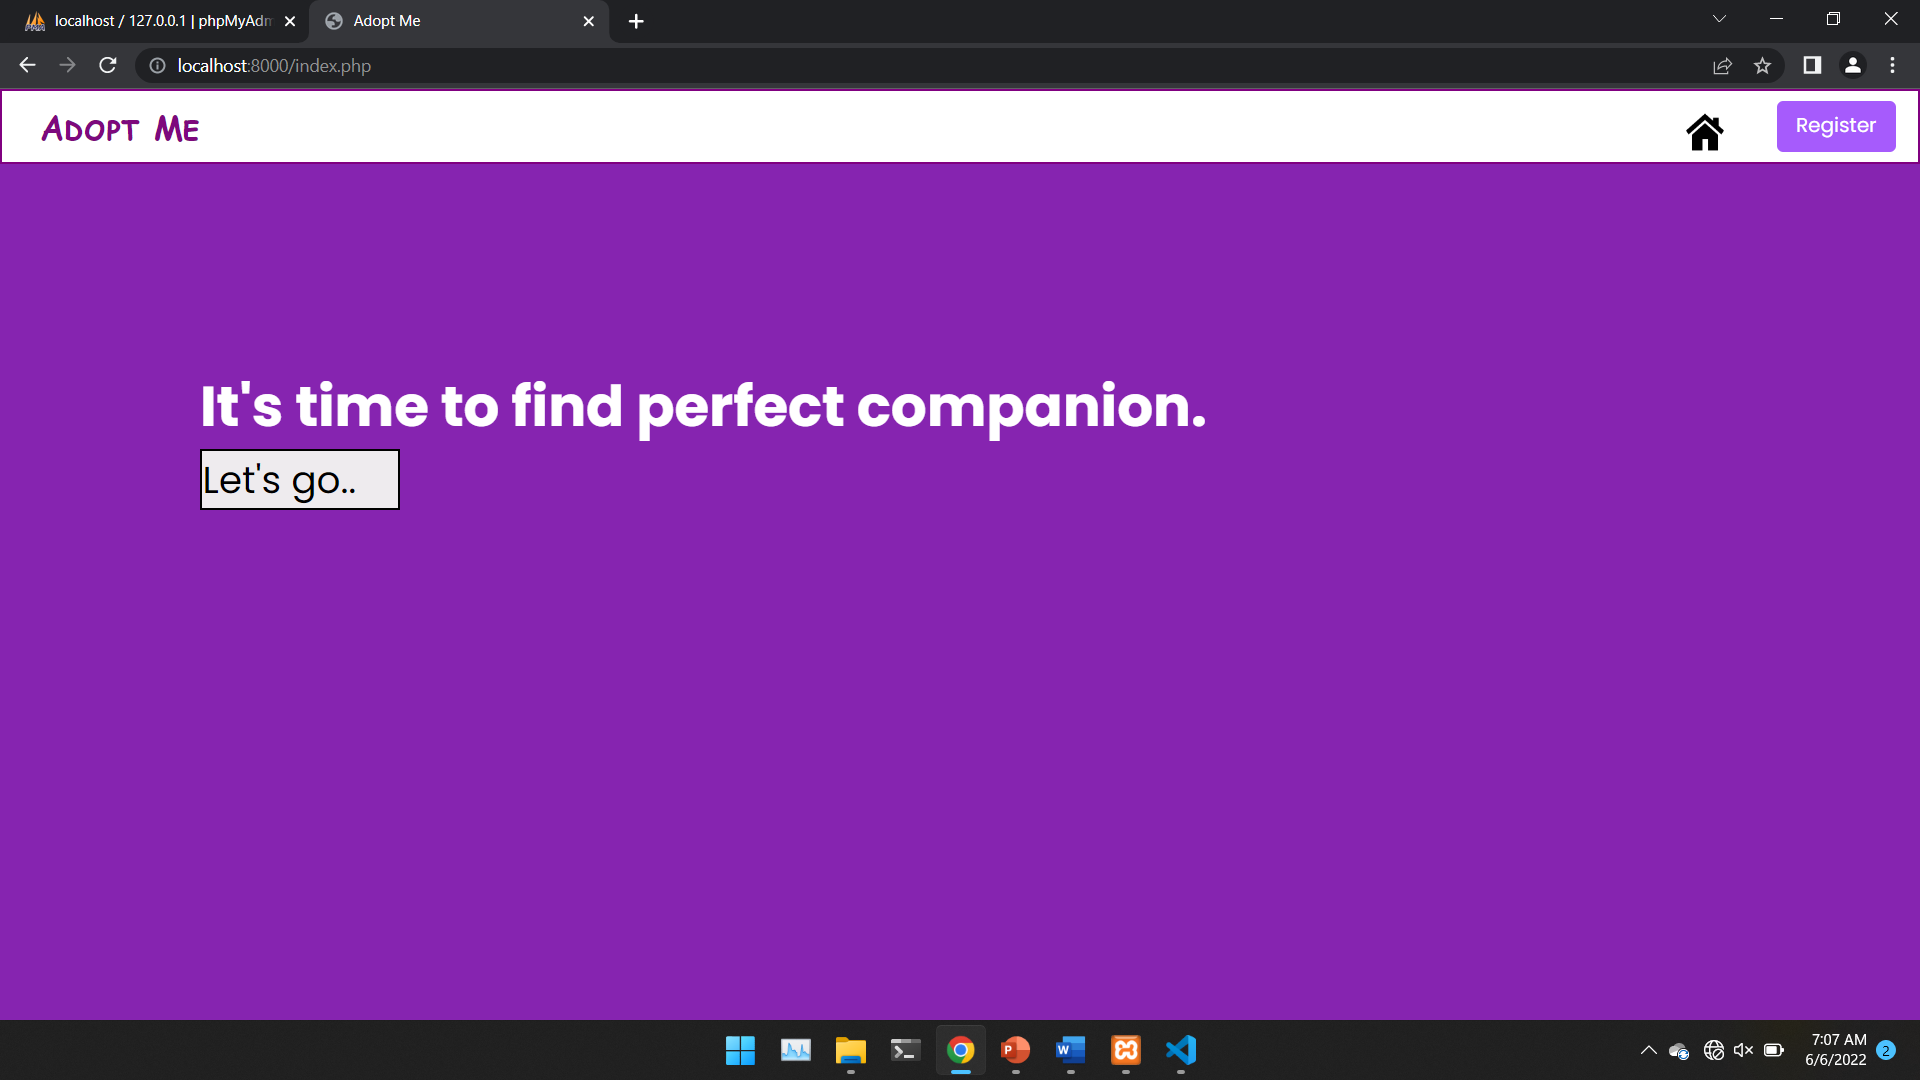 localhost / 127.0.0.1 | phpMyAdm
Adopt Me
localhost:8000/index.php
Adopt Me
Register
It's time to find perfect companion.
Let's go..
7:07 AM
6/6/2022
2